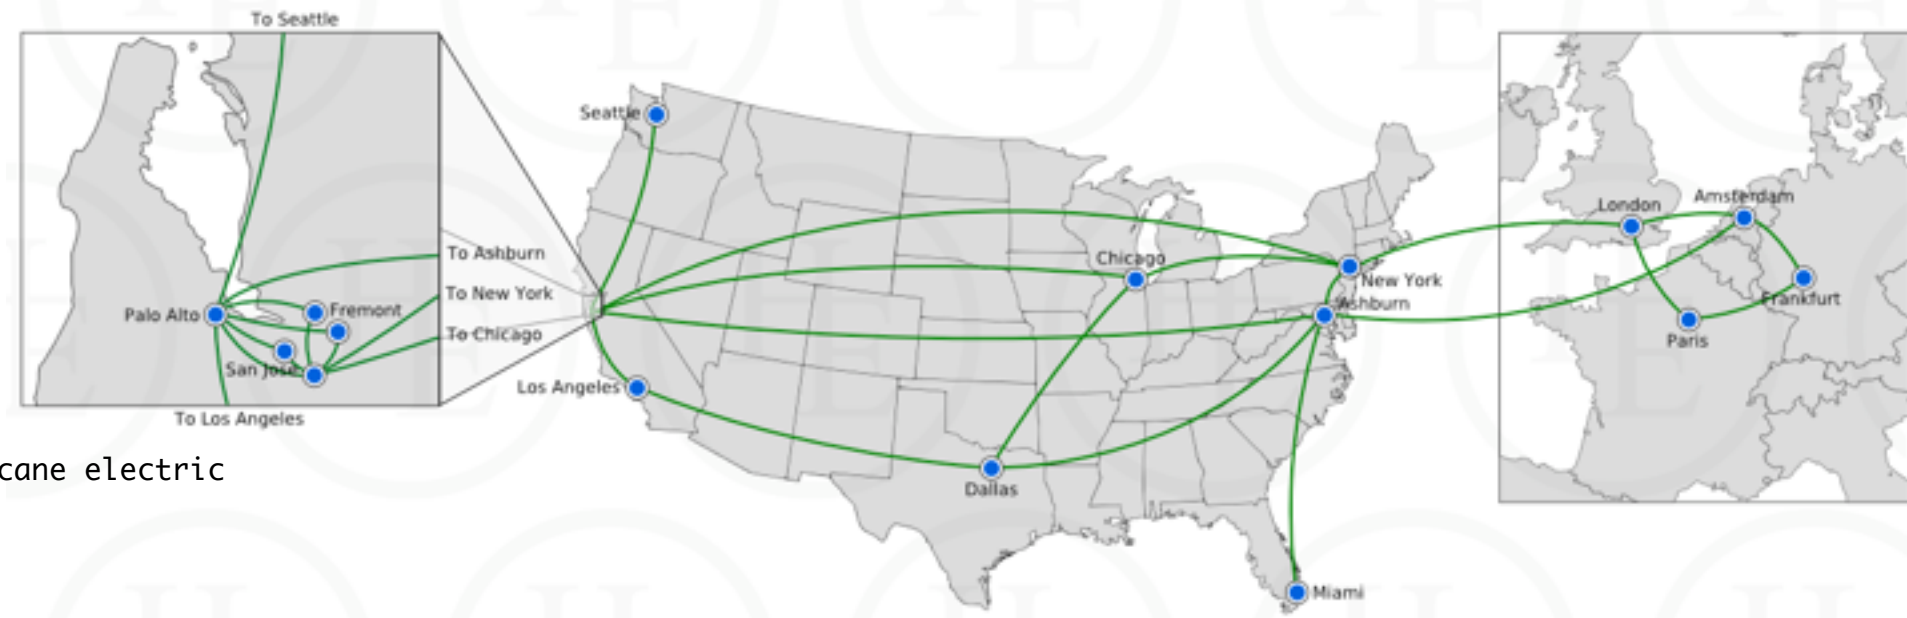 To Seattle
Seattle
London
Amsterdam
To Ashburn
Chicago
New York
To New York
Ashburn
Frankfurt
Palo Alto
Fremont
To Chicago
Paris
San Jose
Los Angeles
To Los Angeles
cane electric
Dallas
Miami